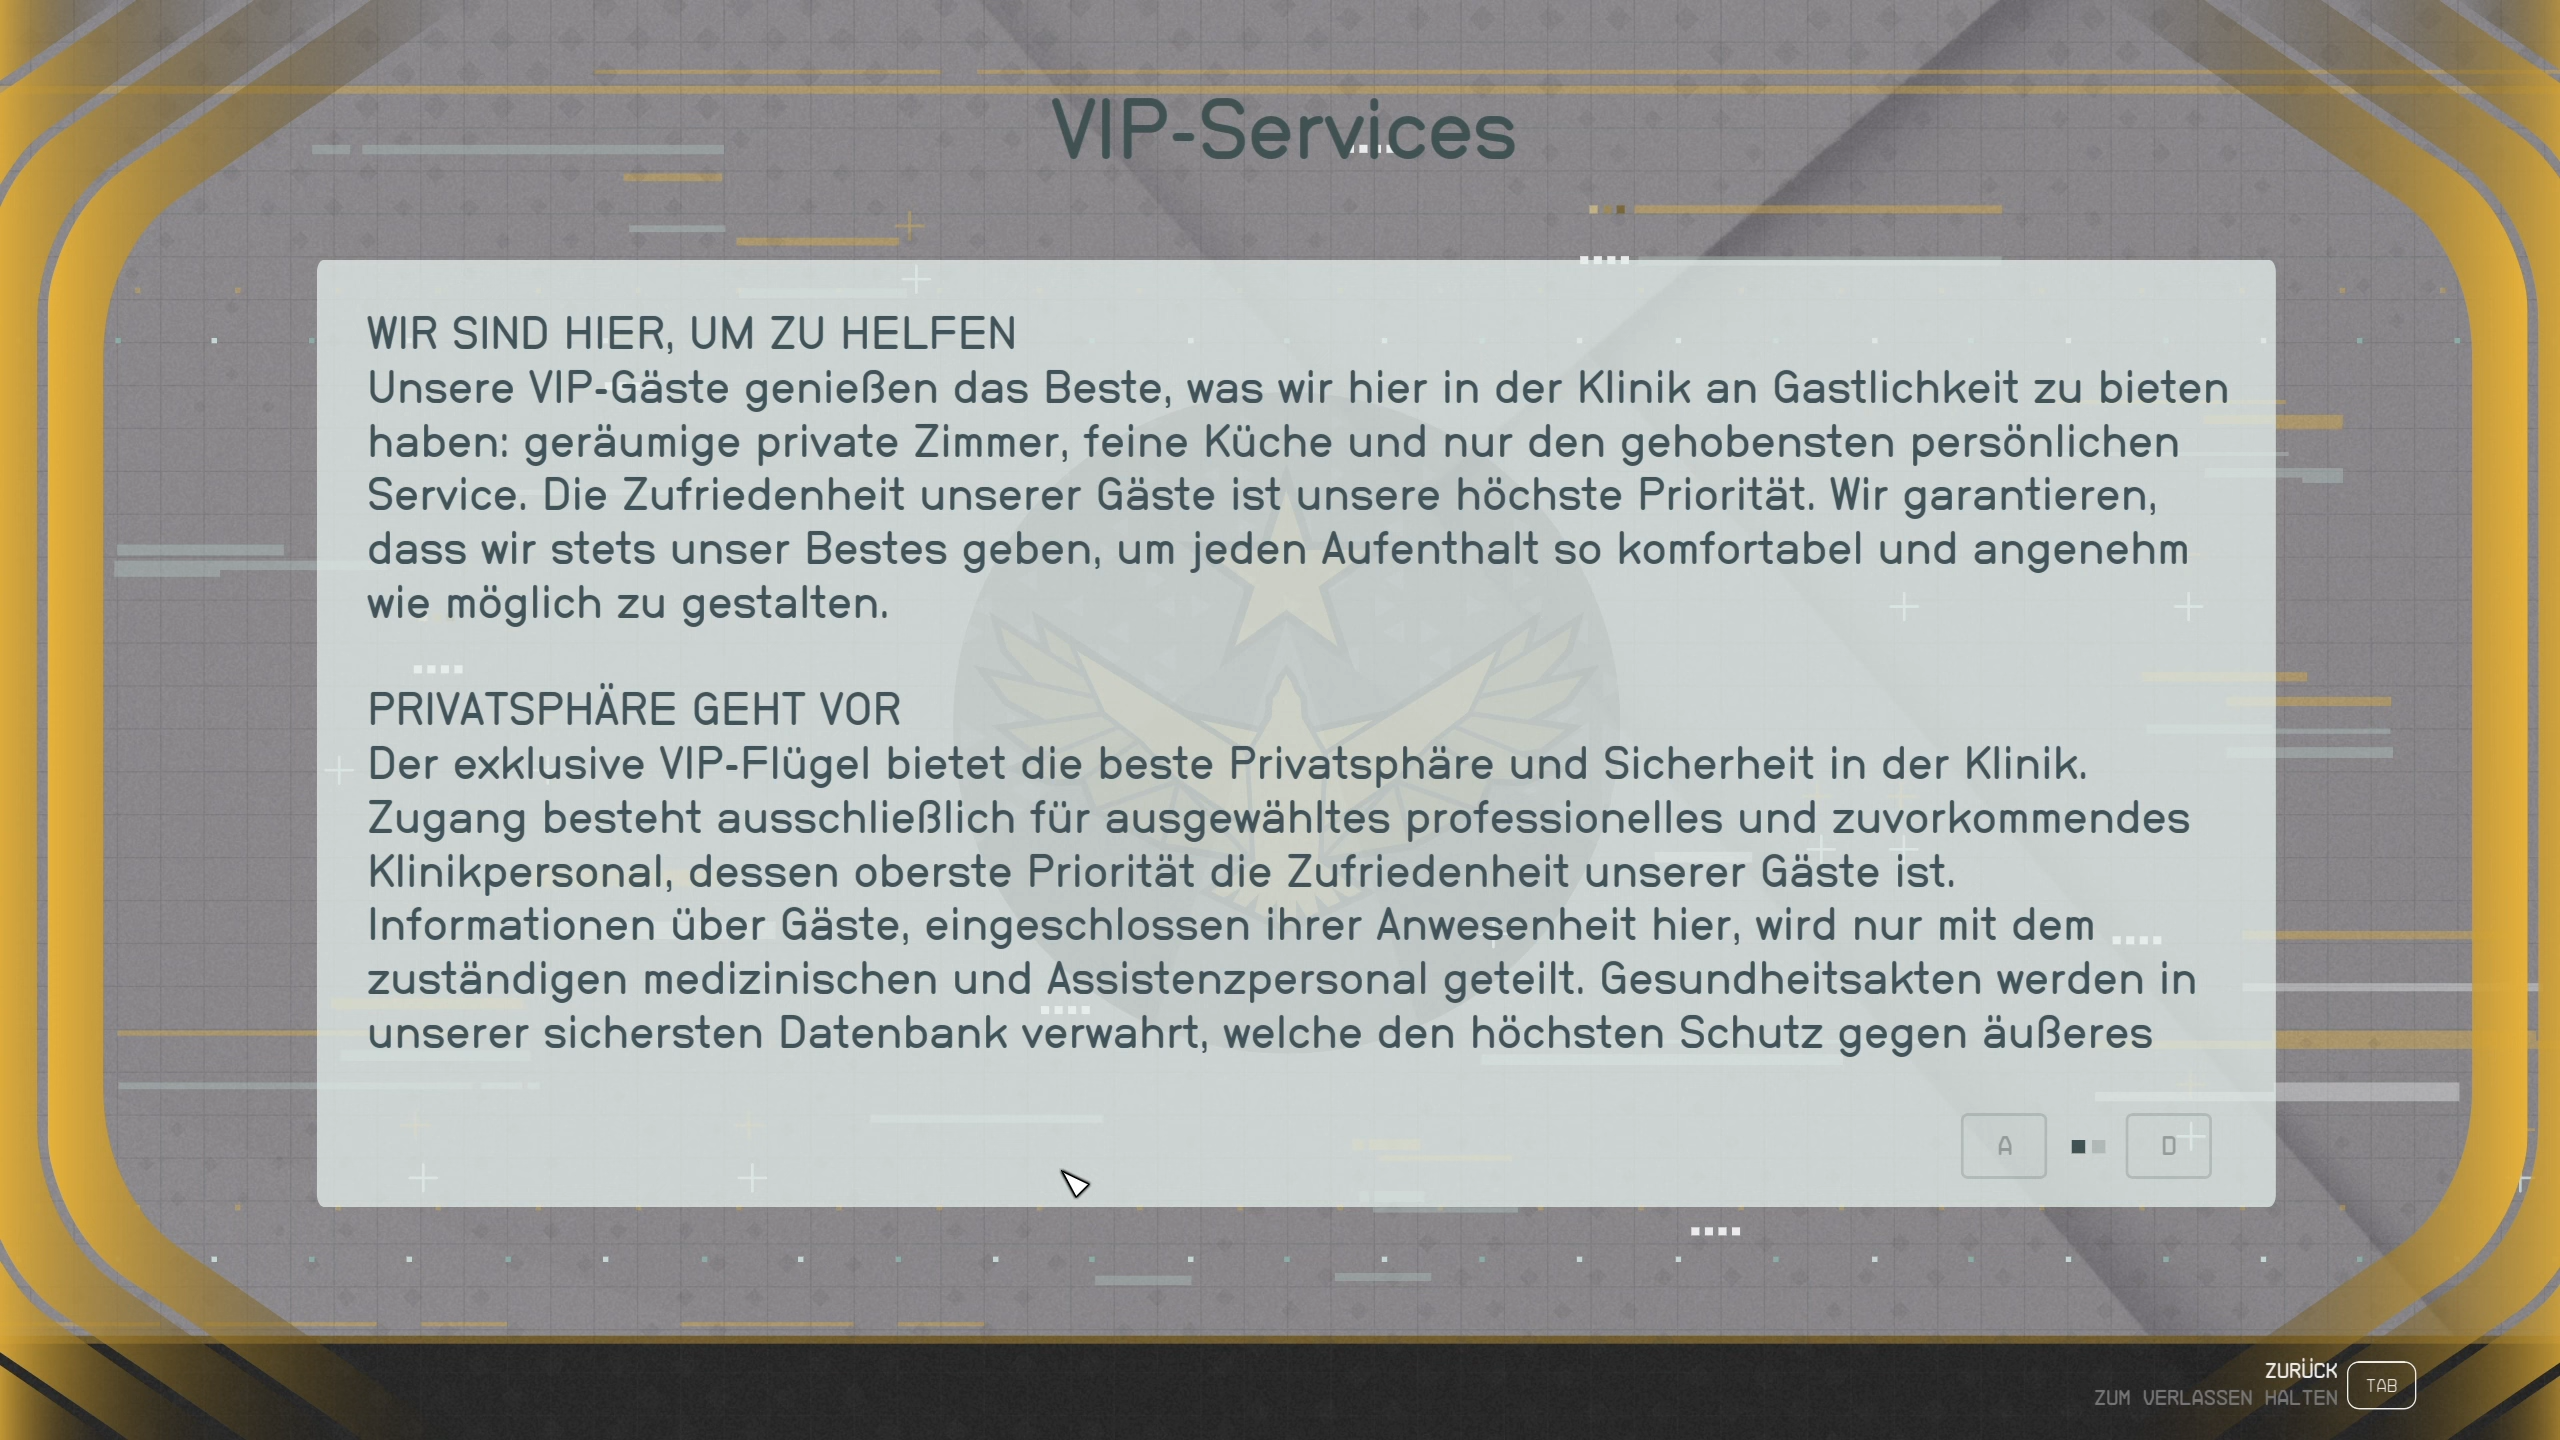 VIP-Services
WIR SIND HIER, UM ZU HELFEN
Unsere VIP-Gäste genießen das Beste, was wir hier in der Klinik an Gastlichkeit zu bieten
haben: geräumige private Zimmer, feine Küche und nur den gehobensten persönlichen
Service. Die Zufriedenheit unserer Gäste ist unsere höchste Priorität. Wir garantieren,
dass wir stets unser Bestes geben, um jeden Aufenthalt so komfortabel und angenehm
wie möglich zu gestalten.
PRIVATSPHÄRE GEHT VOR
Der exklusive VIP-Flügel bietet die beste Privatsphäre und Sicherheit in der Klinik.
Zugang besteht ausschließlich für ausgewähltes professionelles und zuvorkommendes
Klinikpersonal, dessen oberste Priorität die Zufriedenheit unserer Gäste ist.
Informationen über Gäste, eingeschlossen ihrer Anwesenheit hier, wird nur mit dem
zuständigen medizinischen und Assistenzpersonal geteilt. Gesundheitsakten werden in
unserer sichersten Datenbank verwahrt, welche den höchsten Schutz gegen äußeres
A D
ZURÜCK
ZUM VERLASSEN HALTEN TAB